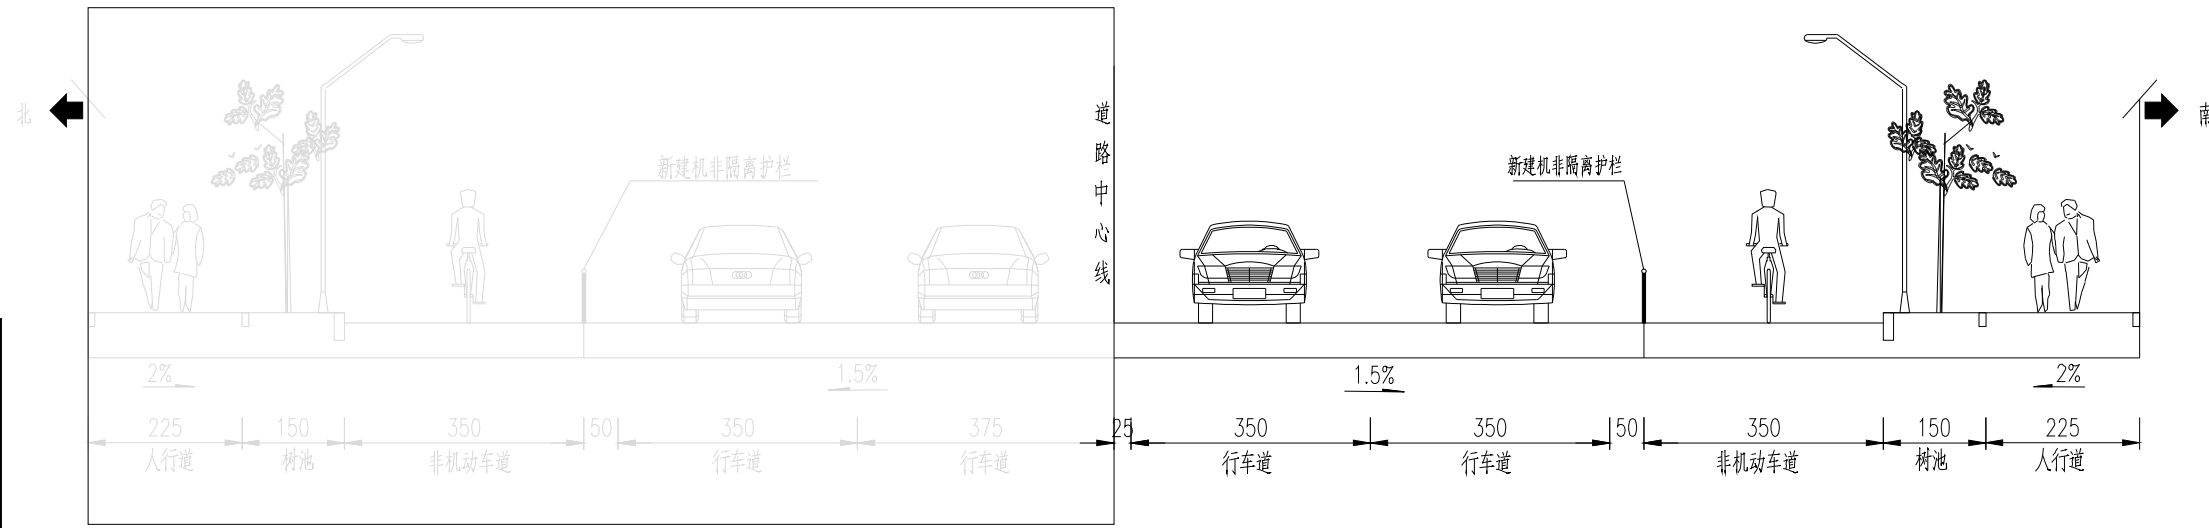 北
南
道路中心线
新建机非隔离护栏
新建机非隔离护栏
2%
1.5%
1.5%
2%
225 150 350 50 350 375 25 350 350 50 350 150 225
人行道 树池 非机动车道 行车道 行车道 行车道 行车道 非机动车道 树池 人行道